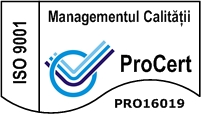 ISO 9001
Managementul Calității
ProCert
PRO16019